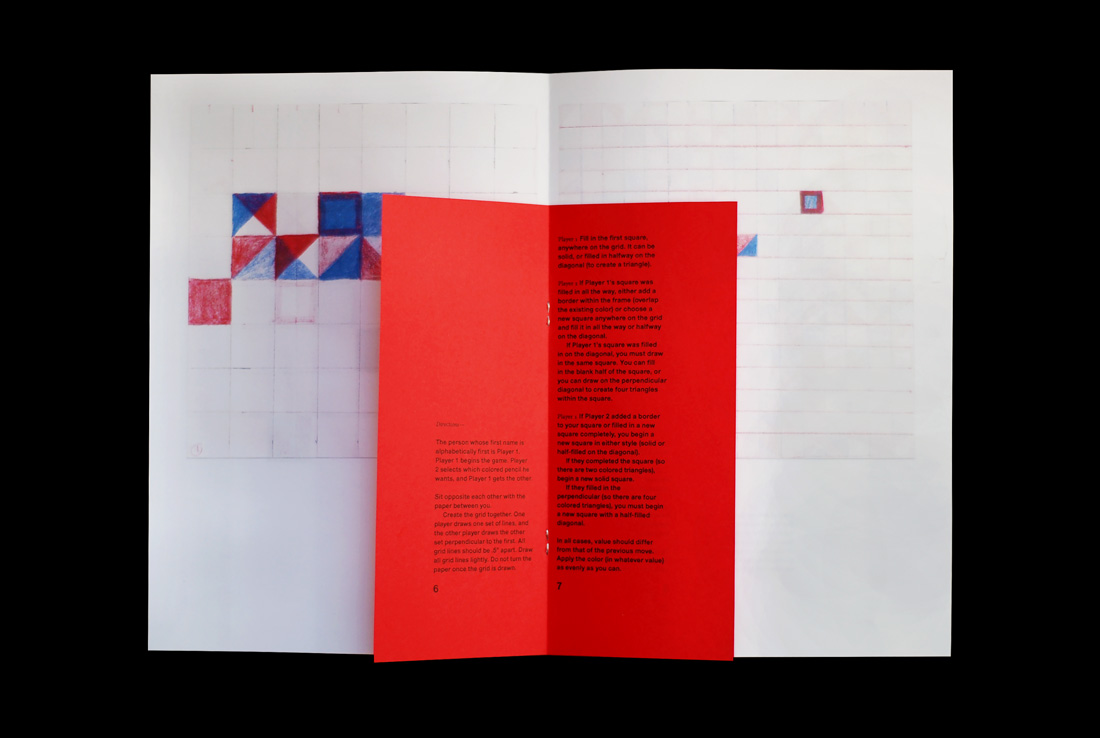 The person whose first name is
alphabetically first is Player 1.
Player 1 begins the game. Player
2 selects which colored pencil he
wants, and Player 1 gets the other
Sit opposite each other with the
paper between you.
Create the grid together. One
player draws one set of lines, and
the other player draws the other
set perpendicular to the first. All
grid lines should be .5" apart. Draw
all grid lines lightly. Do not turn the
paper once the grid is drawn.
6
Player 1 Fill in the first square,
anywhere on the grid. It can be
solid, or filled in halfway on the
diagonal (to create a triangle).
Player 2 If Player 1's square was
filled in all the way, either add a
border within the frame (overlap
the existing color) or choose a
new square anywhere on the grid
and fill it in all the way or halfway
on the diagonal.
If Player 1's square was filled
in on the diagonal, you must draw
in the same square. You can fill
in the blank half of the square, or
you can draw on the perpendicular
diagonal to create four triangles
within the square.
Player 1 If Player 2 added a border
to your square or filled in a new
square completely, you begin a
new square in either style (solid or
half-filled on the diagonal).
If they completed the square (so
there are two colored triangles),
begin a new solid square.
If they filled in the
perpendicular (so there are four
colored triangles), you must begin
a new square with a half-filled
diagonal.
In all cases, value should differ
from that of the previous move.
Apply the color (in whatever value)
as evenly as you can.
7